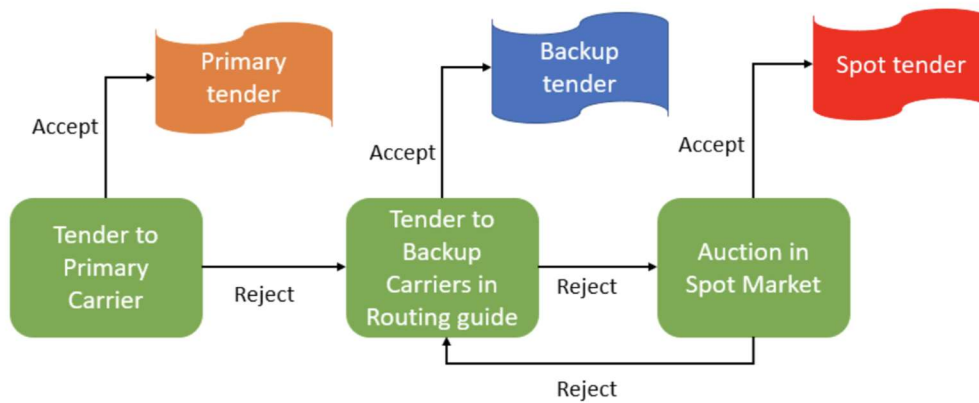 Primary
tender
Backup
tender
Spot tender
Accept
Accept
Accept
Tender to
Primary
Carrier
Reject
Tender to
Backup
Carriers in
Routing guide
Reject
Auction in
Spot Market
Reject